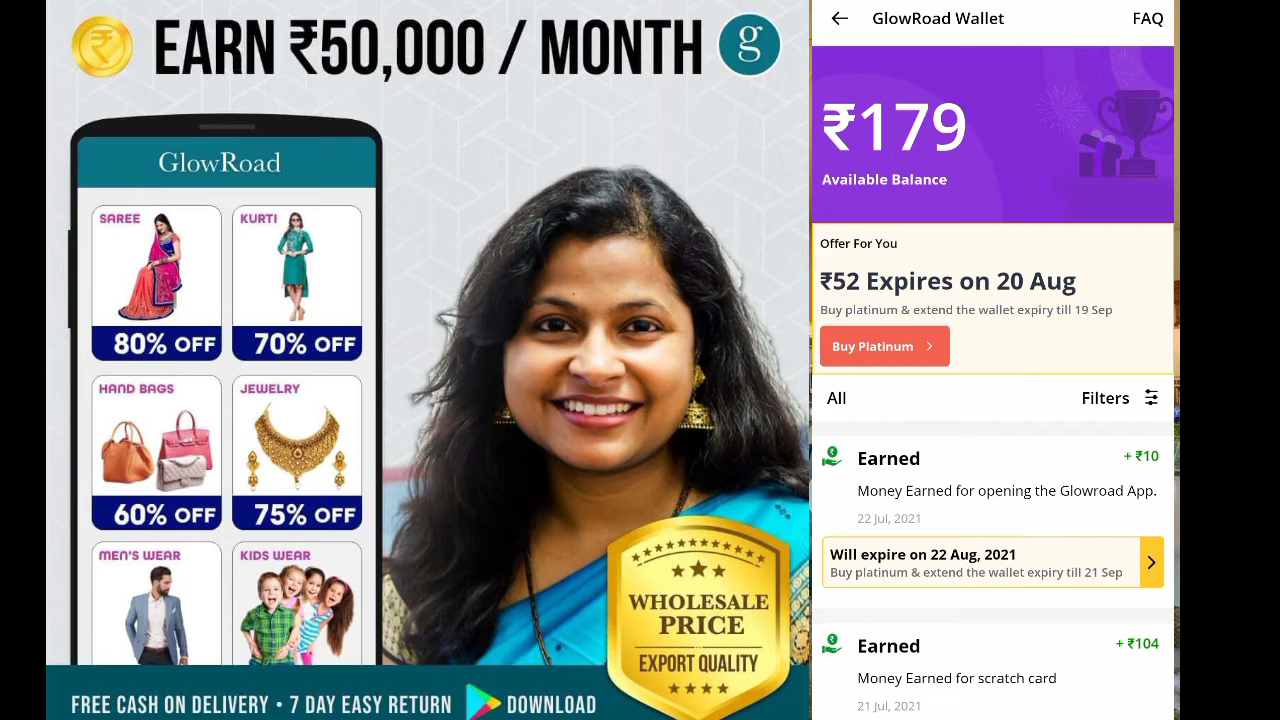 EARN ₹50,000 / MONTH
g
GlowRoad
SAREE
80% OFF
KURTI
70% OFF
HAND BAGS
60% OFF
JEWELRY
75% OFF
MEN'S WEAR
KIDS WEAR
WHOLESALE
PRICE
EXPORT QUALITY
FREE CASH ON DELIVERY • 7 DAY EASY RETURN
DOWNLOAD
GlowRoad Wallet
FAQ
₹179
Available Balance
Offer For You
₹52 Expires on 20 Aug
Buy platinum & extend the wallet expiry till 19 Sep
Buy Platinum
All
Filters
Earned
+ ₹10
Money Earned for opening the Glowroad App.
22 Jul, 2021
Will expire on 22 Aug, 2021
Buy platinum & extend the wallet expiry till 21 Sep
Earned
+ ₹104
Money Earned for scratch card
21 Jul, 2021